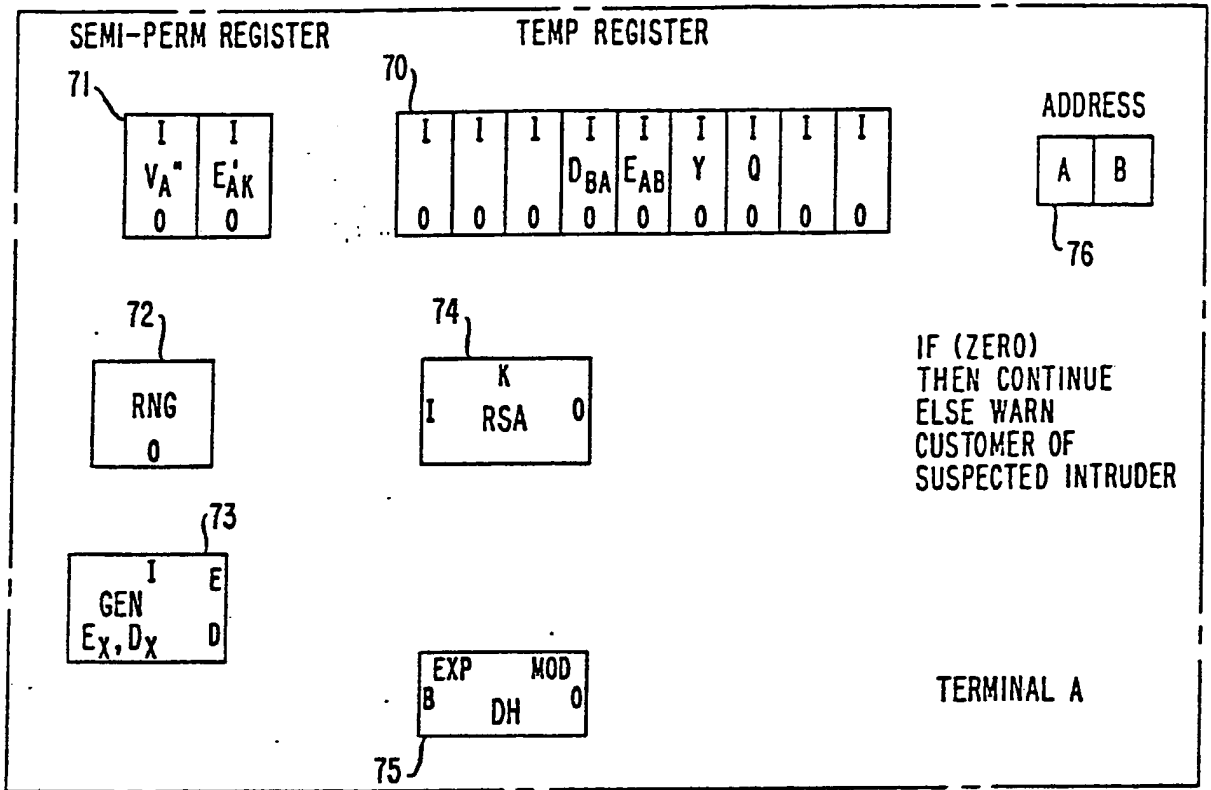 SEMI-PERM REGISTER
TEMP REGISTER
71
70
ADDRESS
I I
V_A" E'_AK
0 0
I I I I I I I I I
D_BA E_AB Y Q
0 0 0 0 0 0 0 0 0
A B
76
72
RNG
0
74
K
I RSA 0
IF (ZERO)
THEN CONTINUE
ELSE WARN
CUSTOMER OF
SUSPECTED INTRUDER
73
I E
GEN
E_X, D_X D
EXP MOD
B DH 0
75
TERMINAL A